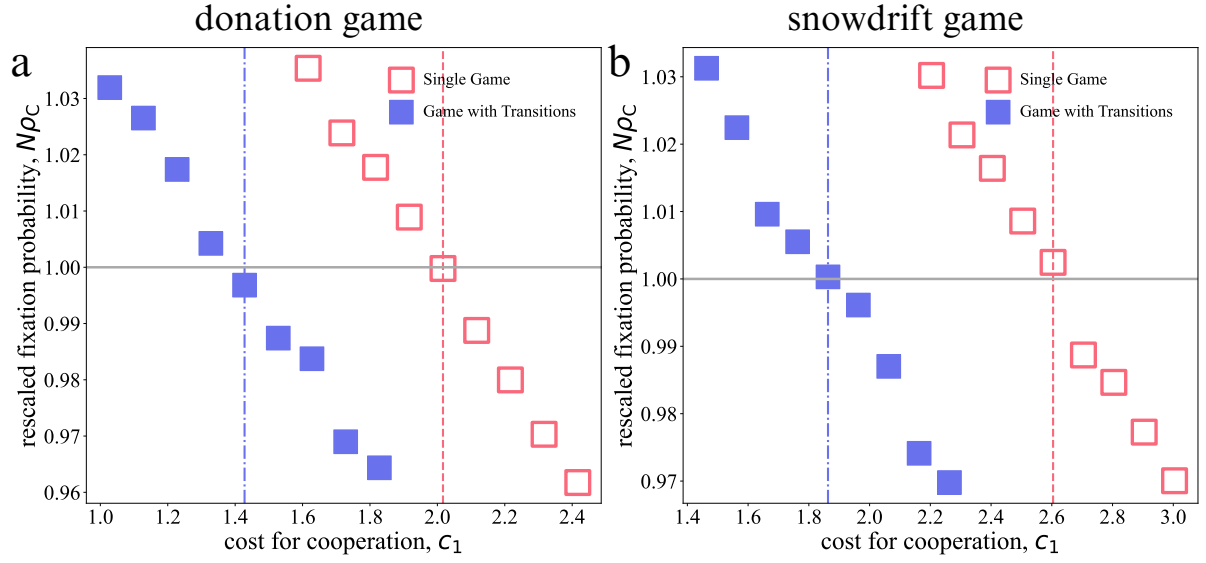 donation game
snowdrift game
a
rescaled fixation probability, Nρ_C
1.03
1.02
1.01
1.00
0.99
0.98
0.97
0.96
Single Game
Game with Transitions
1.0 1.2 1.4 1.6 1.8 2.0 2.2 2.4
cost for cooperation, c₁
b
rescaled fixation probability, Nρ_C
1.03
1.02
1.01
1.00
0.99
0.98
0.97
Single Game
Game with Transitions
1.4 1.6 1.8 2.0 2.2 2.4 2.6 2.8 3.0
cost for cooperation, c₁